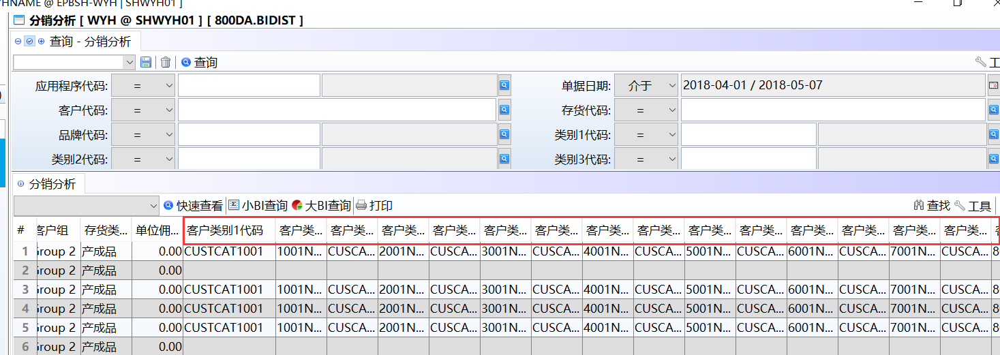 HNAME @ EPBSH-WYH | SHWYH01 ]
分销分析 [ WYH @ SHWYH01 ] [ 800DA.BIDIST ]
查询 - 分销分析
查询 工
应用程序代码: = 单据日期: 介于 2018-04-01 / 2018-05-07
客户代码: = 存货代码: =
品牌代码: = 类别1代码: =
类别2代码: = 类别3代码: =
分销分析
快速查看 小BI查询 大BI查询 打印 查找 工具
# 客户组 存货类... 单位佣... 客户类别1代码 客户类... 客户类... 客户类... 客户类... 客户类... 客户类... 客户类... 客户类... 客户类... 客户类... 客户类... 客户类... 客户类... 客户类...
1 Group 2 产成品 0.00 CUSTCAT1001 1001N... CUSCA... 2001N... CUSCA... 3001N... CUSCA... 4001N... CUSCA... 5001N... CUSCA... 6001N... CUSCA... 7001N... CUSCA... 8
2 Group 2 产成品 0.00
3 Group 2 产成品 0.00 CUSTCAT1001 1001N... CUSCA... 2001N... CUSCA... 3001N... CUSCA... 4001N... CUSCA... 5001N... CUSCA... 6001N... CUSCA... 7001N... CUSCA... 8
4 Group 2 产成品 0.00 CUSTCAT1001 1001N... CUSCA... 2001N... CUSCA... 3001N... CUSCA... 4001N... CUSCA... 5001N... CUSCA... 6001N... CUSCA... 7001N... CUSCA... 8
5 Group 2 产成品 0.00 CUSTCAT1001 1001N... CUSCA... 2001N... CUSCA... 3001N... CUSCA... 4001N... CUSCA... 5001N... CUSCA... 6001N... CUSCA... 7001N... CUSCA... 8
6 Group 2 产成品 0.00